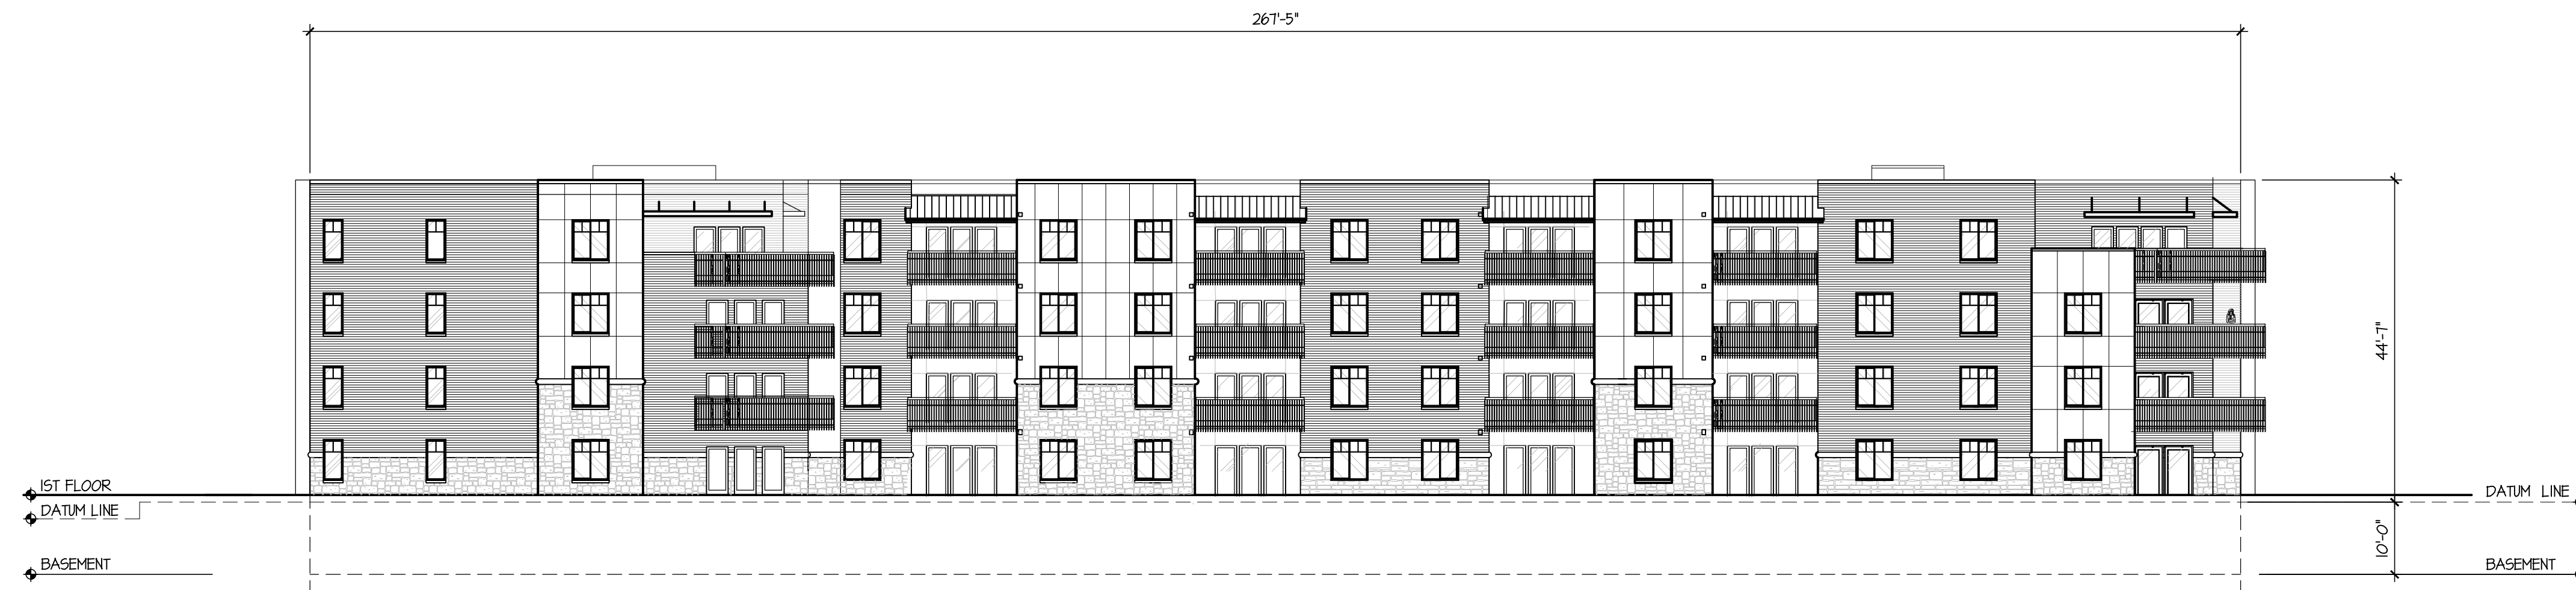 267'-5"
44'-7"
1ST FLOOR
DATUM LINE
DATUM LINE
10'-0"
BASEMENT
BASEMENT